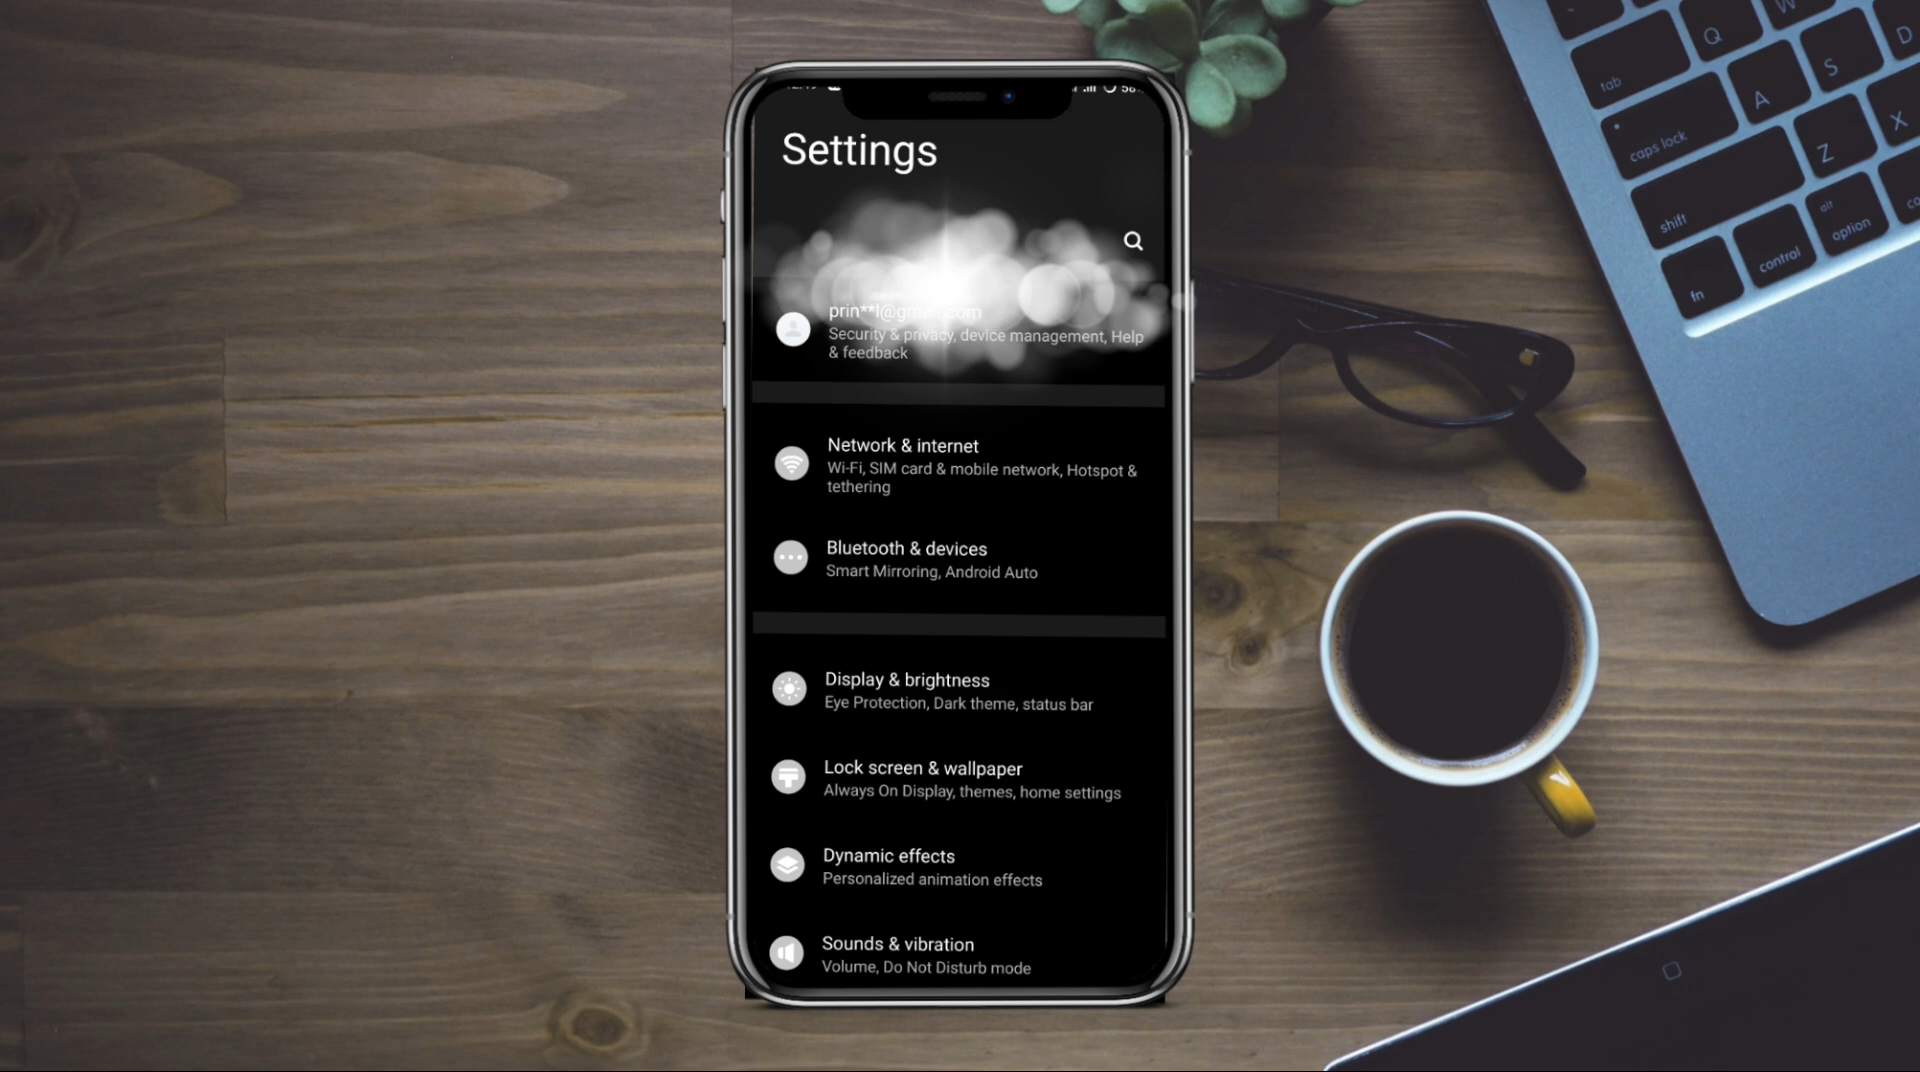 Settings
prin**l@gmail.com
Security & privacy, device management, Help
& feedback
Network & internet
Wi-Fi, SIM card & mobile network, Hotspot &
tethering
Bluetooth & devices
Smart Mirroring, Android Auto
Display & brightness
Eye Protection, Dark theme, status bar
Lock screen & wallpaper
Always On Display, themes, home settings
Dynamic effects
Personalized animation effects
Sounds & vibration
Volume, Do Not Disturb mode
Q W
tab A S D
caps lock Z X
shift
fn control alt option